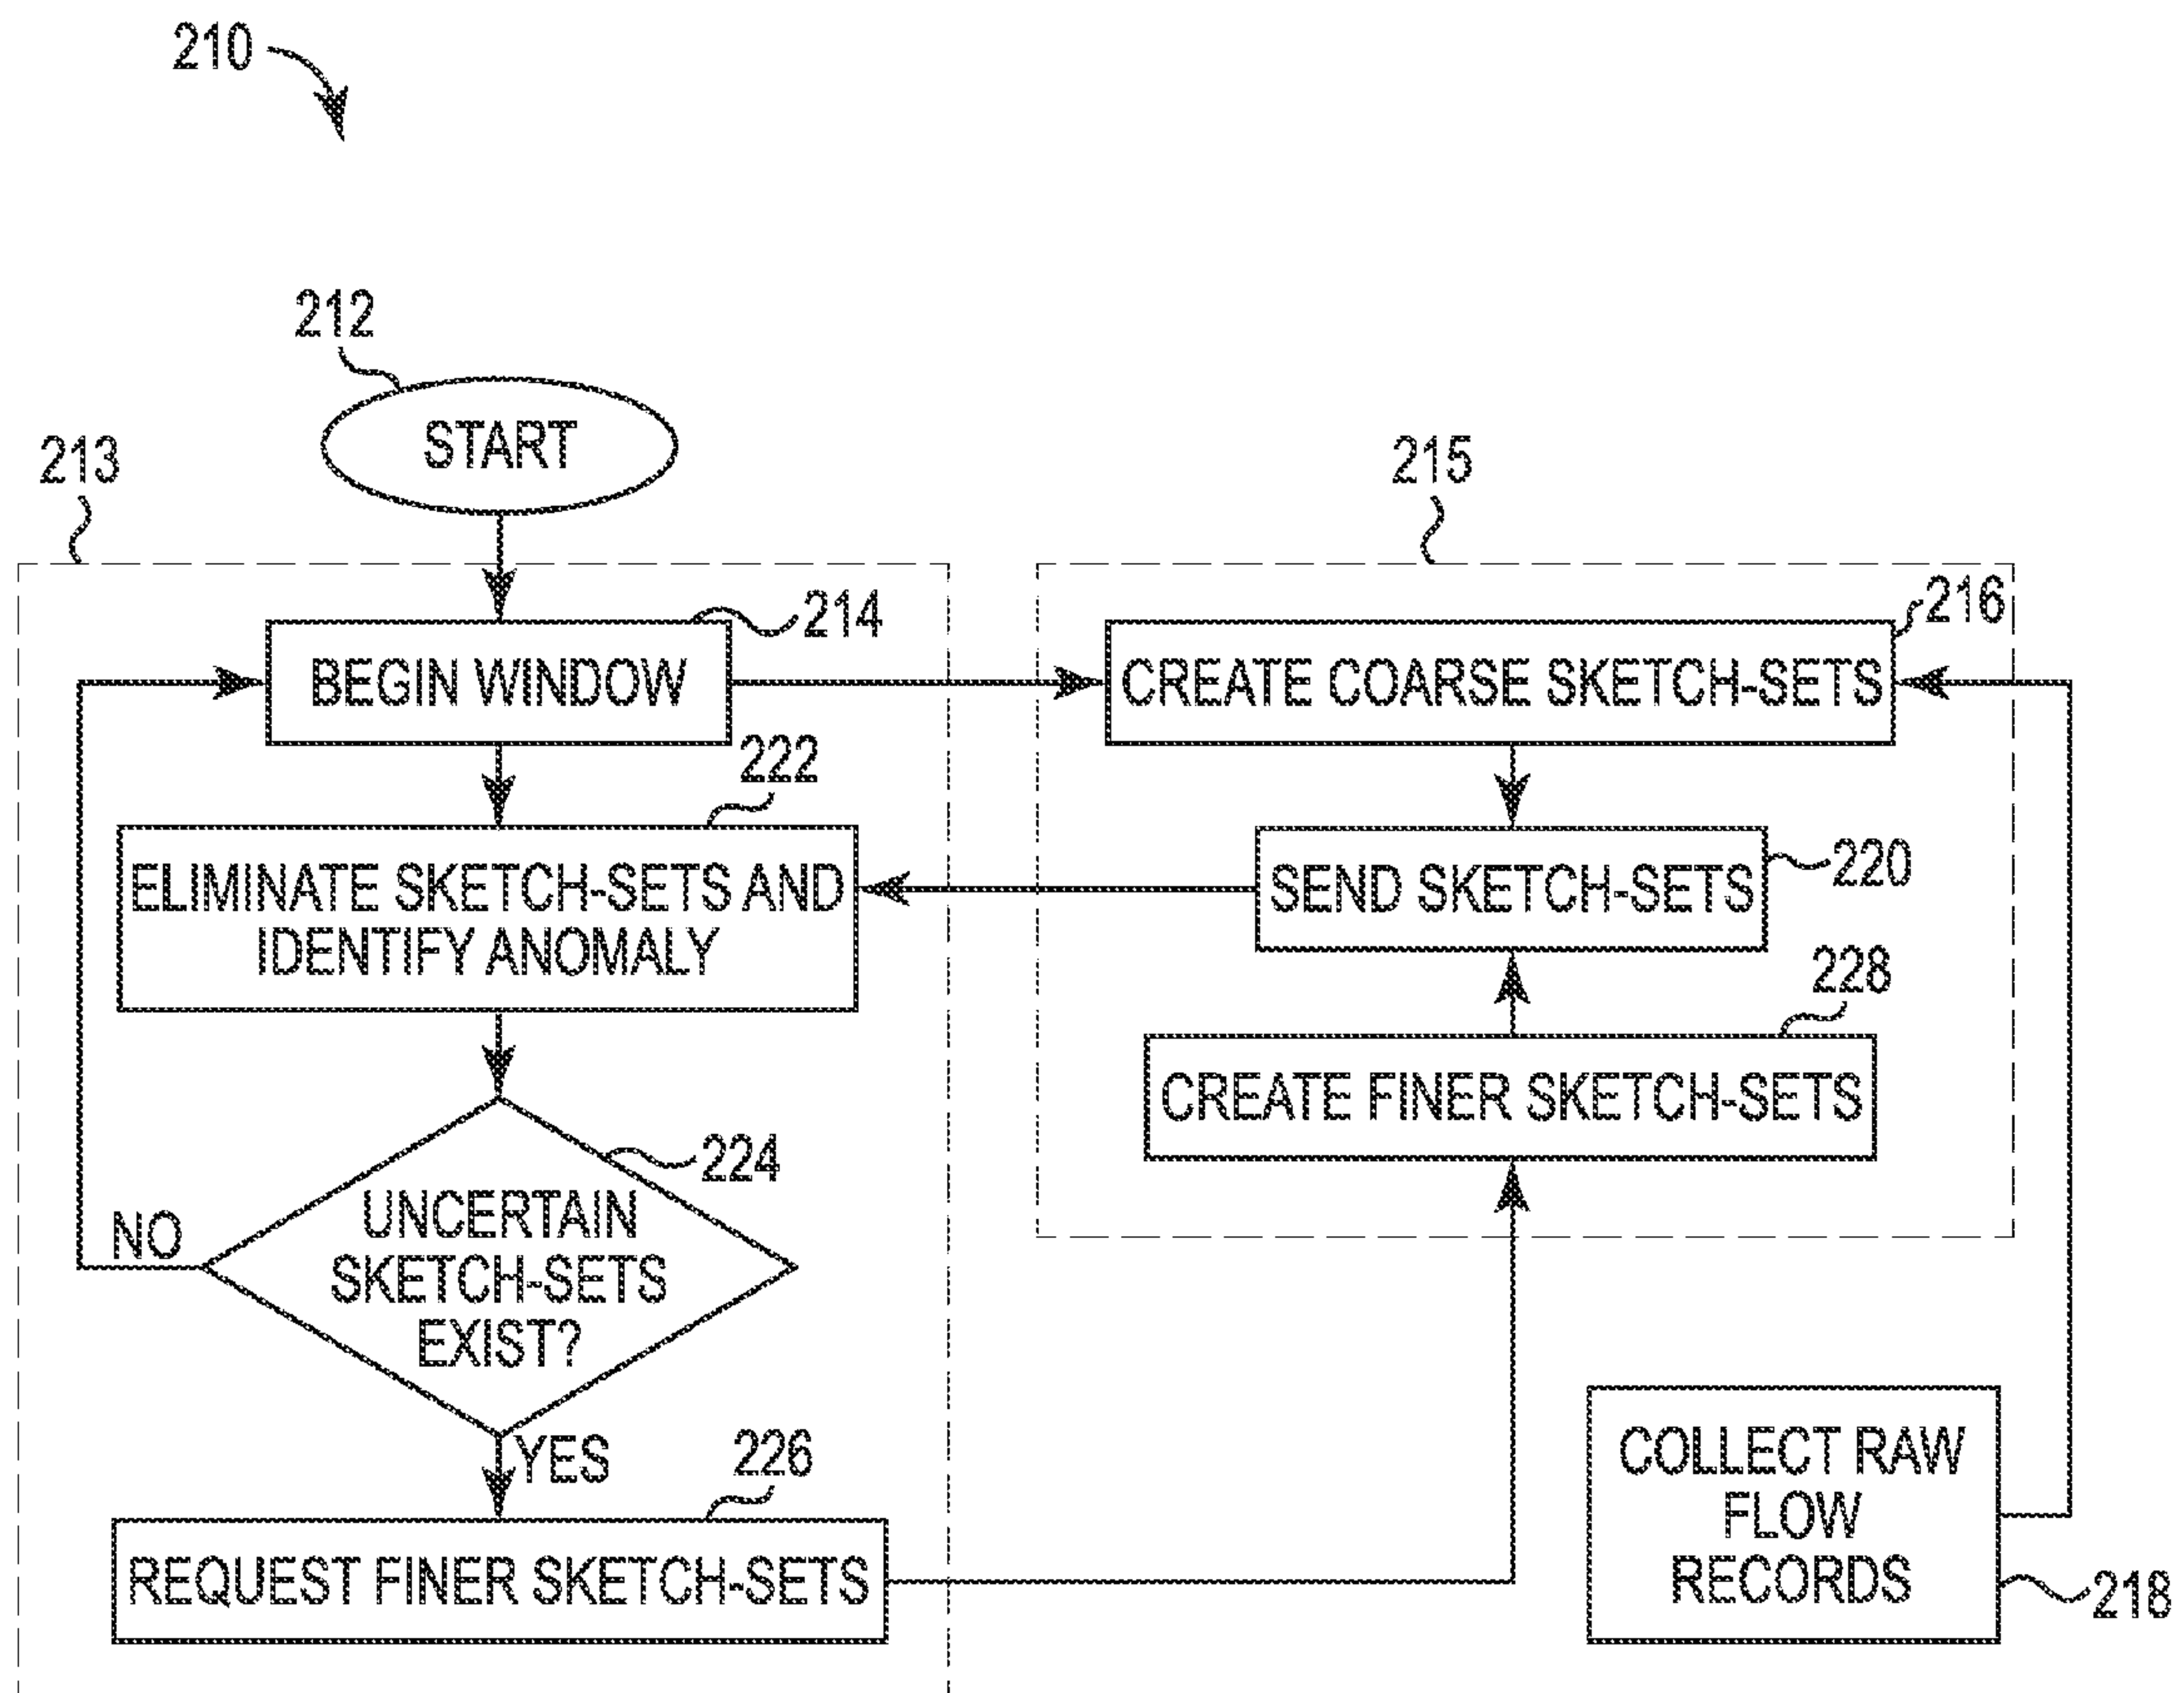 210
212
START
213
215
214
216
BEGIN WINDOW
CREATE COARSE SKETCH-SETS
222
ELIMINATE SKETCH-SETS AND
IDENTIFY ANOMALY
SEND SKETCH-SETS
220
228
CREATE FINER SKETCH-SETS
224
UNCERTAIN
SKETCH-SETS
EXIST?
NO
YES
226
REQUEST FINER SKETCH-SETS
COLLECT RAW
FLOW
RECORDS
218